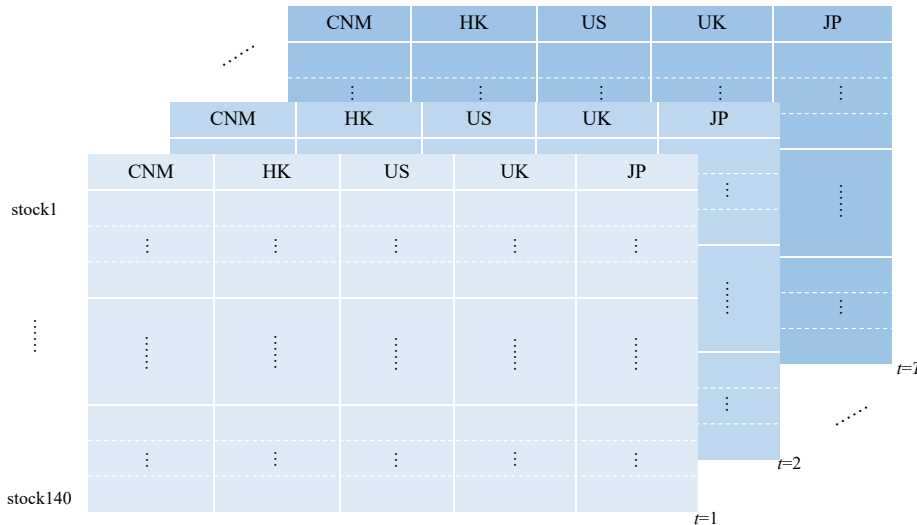 CNM HK US UK JP
CNM HK US UK JP
CNM HK US UK JP
stock1
stock140
t=T
t=2
t=1